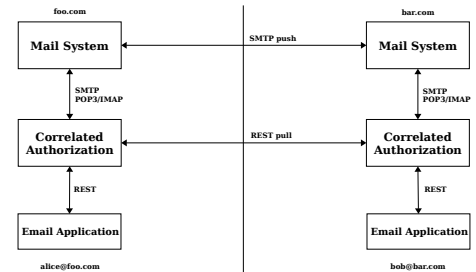 foo.com
bar.com
Mail System
SMTP push
Mail System
SMTP
POP3/IMAP
SMTP
POP3/IMAP
Correlated
Authorization
REST pull
Correlated
Authorization
REST
REST
Email Application
Email Application
alice@foo.com
bob@bar.com